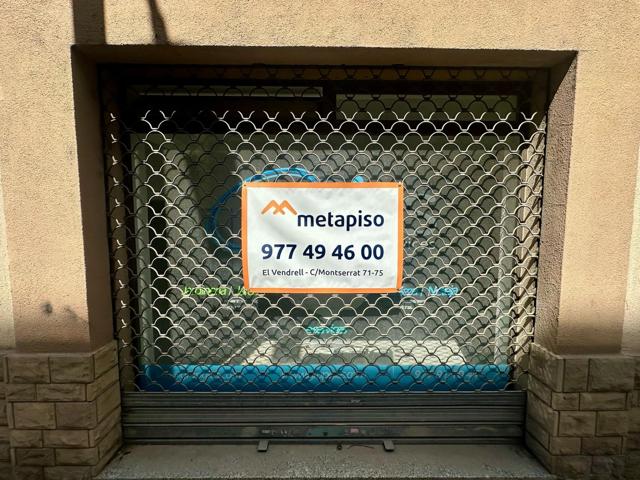 metapiso
977 49 46 00
El Vendrell - C/Montserrat 71-75